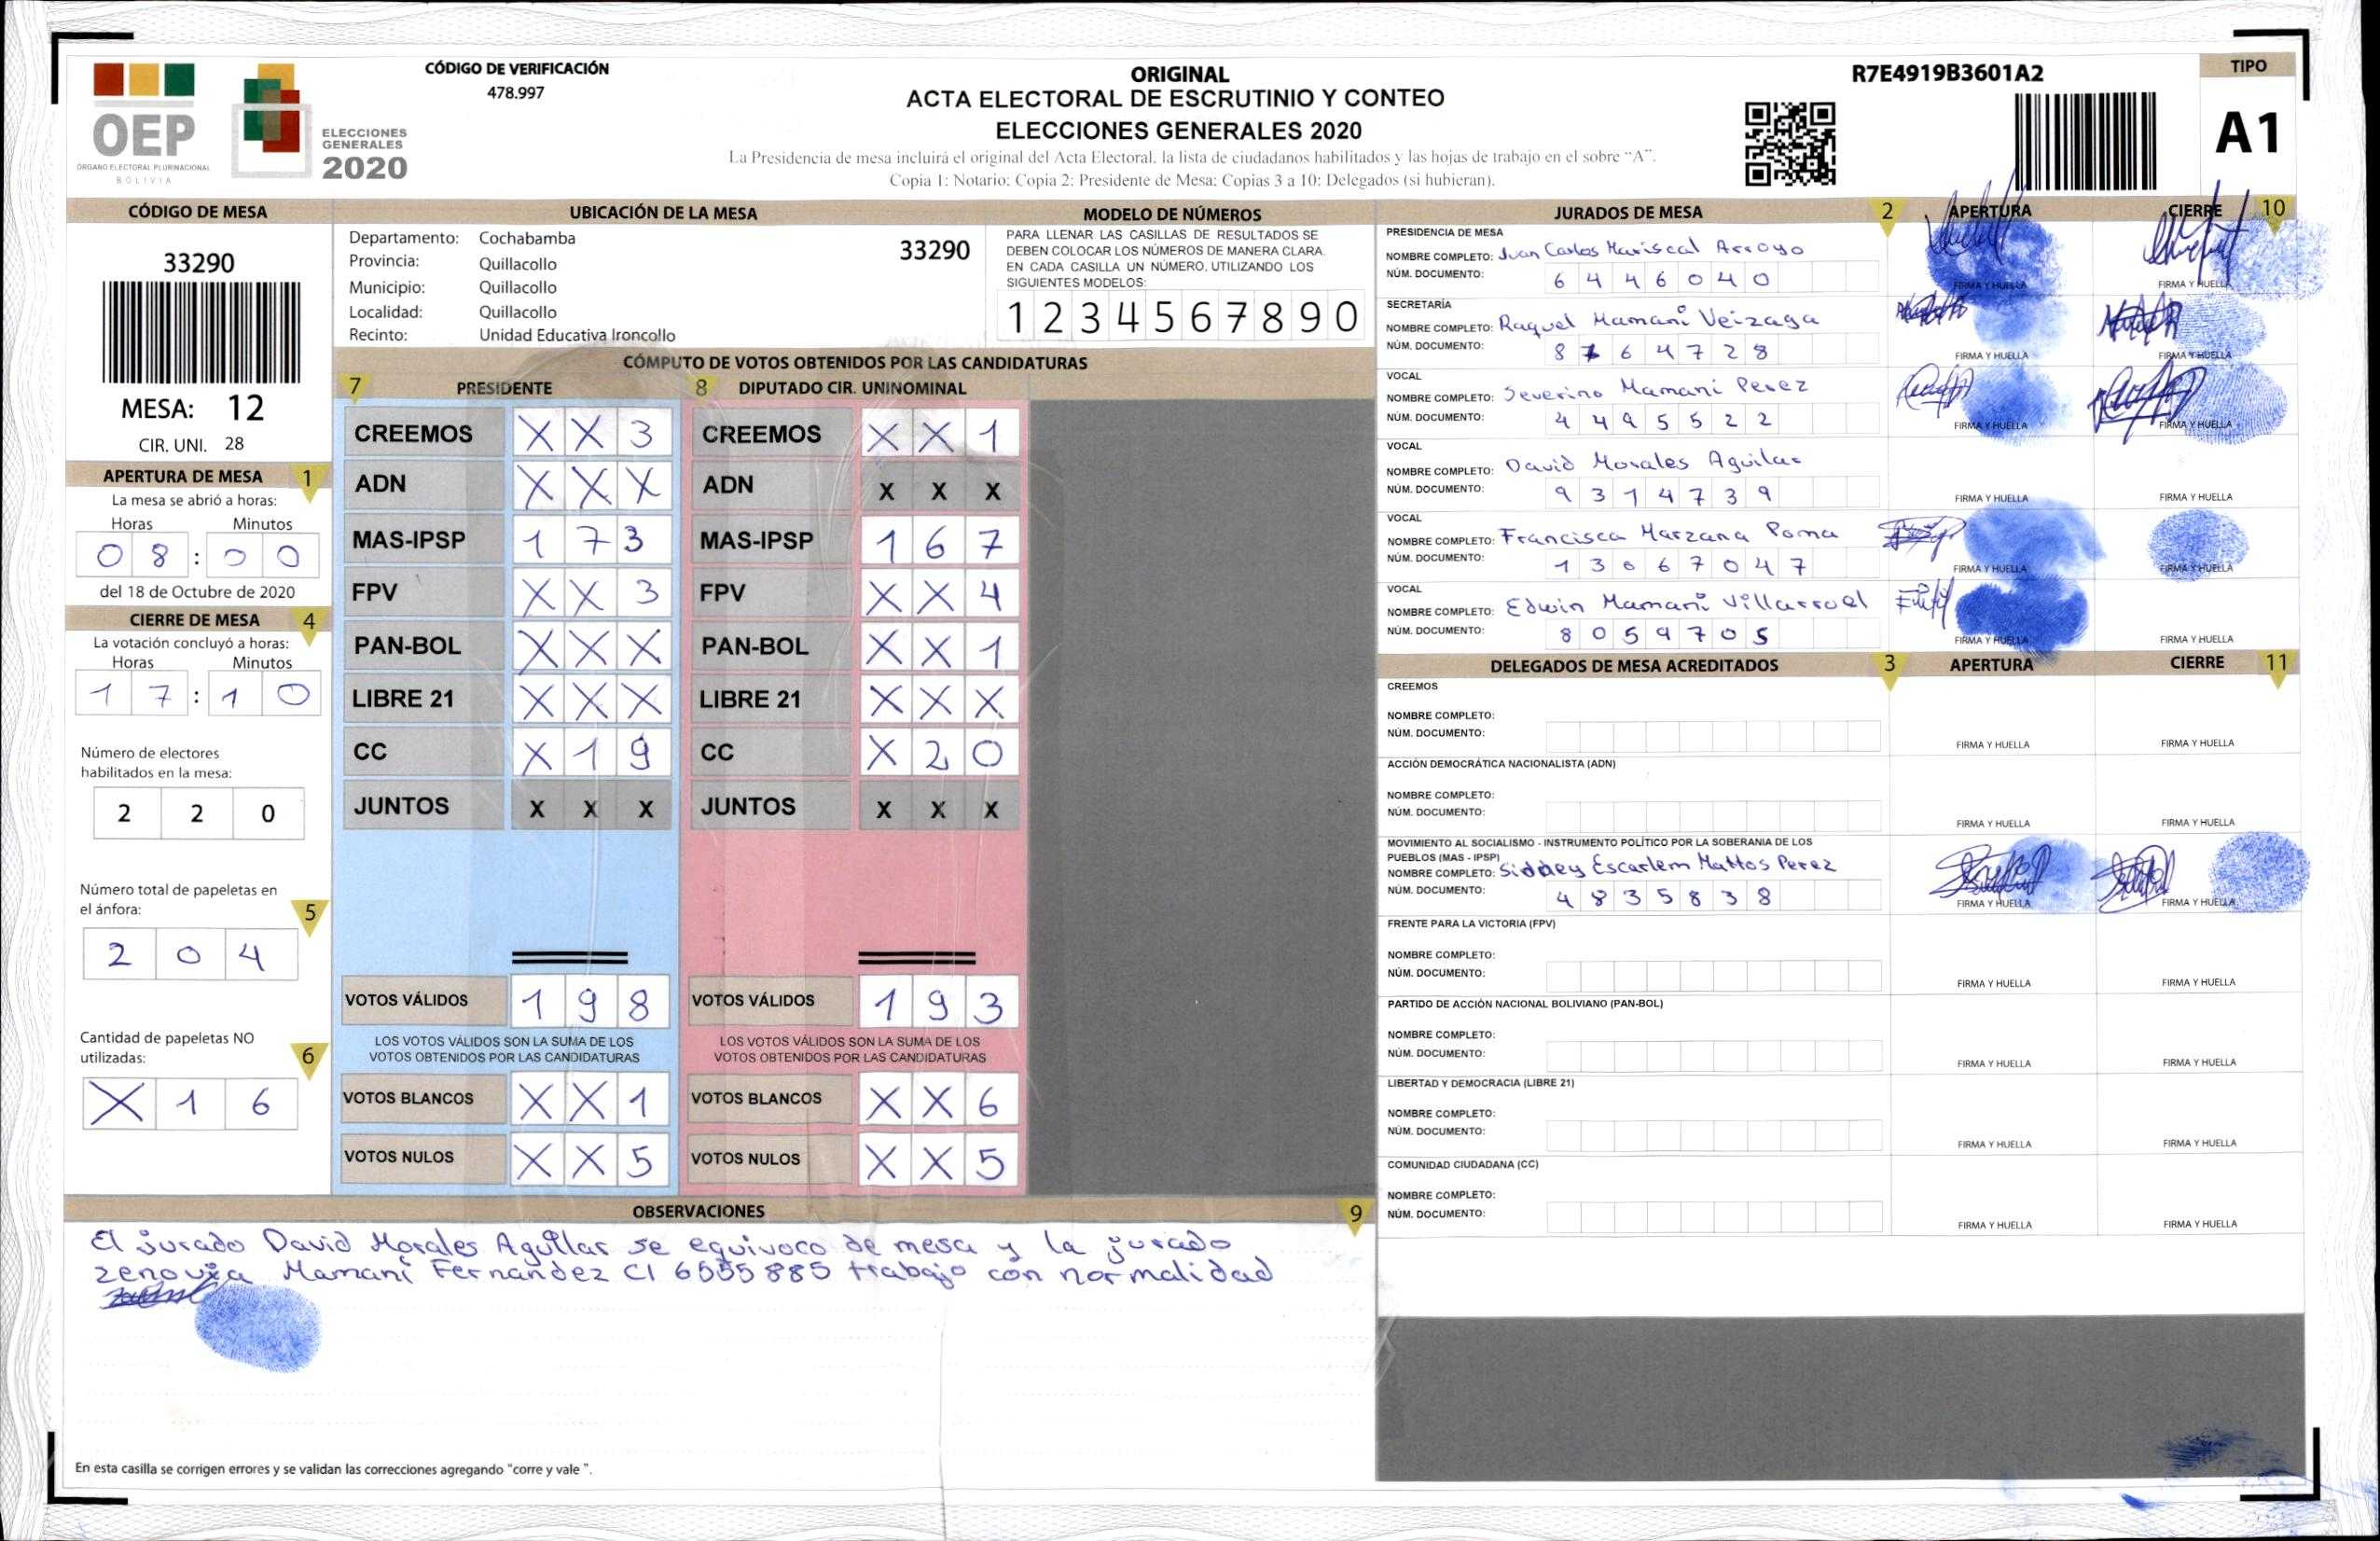 OEP
ÓRGANO ELECTORAL PLURINACIONAL
BOLIVIA
ELECCIONES
GENERALES
2020
CÓDIGO DE VERIFICACIÓN
478.997
ORIGINAL
ACTA ELECTORAL DE ESCRUTINIO Y CONTEO
ELECCIONES GENERALES 2020
La Presidencia de mesa incluirá el original del Acta Electoral, la lista de ciudadanos habilitados y las hojas de trabajo en el sobre "A".
Copia 1: Notario; Copia 2: Presidente de Mesa; Copias 3 a 10: Delegados (si hubieran).
R7E4919B3601A2
TIPO
A1
CÓDIGO DE MESA
33290
MESA: 12
CIR. UNI. 28
APERTURA DE MESA 1
La mesa se abrió a horas:
Horas Minutos
0 8 : 0 0
del 18 de Octubre de 2020
CIERRE DE MESA 4
La votación concluyó a horas:
Horas Minutos
1 7 : 1 0
Número de electores
habilitados en la mesa:
2 2 0
Número total de papeletas en
el ánfora: 5
2 0 4
Cantidad de papeletas NO
utilizadas: 6
X 1 6
UBICACIÓN DE LA MESA
Departamento: Cochabamba 33290
Provincia: Quillacollo
Municipio: Quillacollo
Localidad: Quillacollo
Recinto: Unidad Educativa Ironcollo
MODELO DE NÚMEROS
PARA LLENAR LAS CASILLAS DE RESULTADOS SE
DEBEN COLOCAR LOS NÚMEROS DE MANERA CLARA.
EN CADA CASILLA UN NÚMERO, UTILIZANDO LOS
SIGUIENTES MODELOS:
1 2 3 4 5 6 7 8 9 0
CÓMPUTO DE VOTOS OBTENIDOS POR LAS CANDIDATURAS
7 PRESIDENTE 8 DIPUTADO CIR. UNINOMINAL
CREEMOS X X 3 CREEMOS X X 1
ADN X X X ADN X X X
MAS-IPSP 1 7 3 MAS-IPSP 1 6 7
FPV X X 3 FPV X X 4
PAN-BOL X X X PAN-BOL X X 1
LIBRE 21 X X X LIBRE 21 X X X
CC X 1 9 CC X 2 0
JUNTOS X X X JUNTOS X X X
VOTOS VÁLIDOS 1 9 8 VOTOS VÁLIDOS 1 9 3
LOS VOTOS VÁLIDOS SON LA SUMA DE LOS LOS VOTOS VÁLIDOS SON LA SUMA DE LOS
VOTOS OBTENIDOS POR LAS CANDIDATURAS VOTOS OBTENIDOS POR LAS CANDIDATURAS
VOTOS BLANCOS X X 1 VOTOS BLANCOS X X 6
VOTOS NULOS X X 5 VOTOS NULOS X X 5
OBSERVACIONES 9
El jurado David Morales Aguilar se equivoco de mesa y la jurado
zenovia Mamani Fernandez CI 6555885 trabajo con normalidad
En esta casilla se corrigen errores y se validan las correcciones agregando "corre y vale ".
JURADOS DE MESA 2 APERTURA CIERRE 10
PRESIDENCIA DE MESA
NOMBRE COMPLETO: Juan Carlos Mariscal Arroyo
NÚM. DOCUMENTO: 6 4 4 6 0 4 0
FIRMA Y HUELLA FIRMA Y HUELLA
SECRETARÍA
NOMBRE COMPLETO: Raquel Mamani Veizaga
NÚM. DOCUMENTO: 8 6 4 7 2 8
FIRMA Y HUELLA FIRMA Y HUELLA
VOCAL
NOMBRE COMPLETO: Severino Mamani Perez
NÚM. DOCUMENTO: 4 4 9 5 5 2 2
FIRMA Y HUELLA FIRMA Y HUELLA
VOCAL
NOMBRE COMPLETO: David Morales Aguilar
NÚM. DOCUMENTO: 9 3 1 4 7 3 9
FIRMA Y HUELLA FIRMA Y HUELLA
VOCAL
NOMBRE COMPLETO: Francisca Marzana Poma
NÚM. DOCUMENTO: 1 3 0 6 7 0 4 7
FIRMA Y HUELLA FIRMA Y HUELLA
VOCAL
NOMBRE COMPLETO: Edwin Mamani Villarroel
NÚM. DOCUMENTO: 8 0 5 9 7 0 5
FIRMA Y HUELLA FIRMA Y HUELLA
DELEGADOS DE MESA ACREDITADOS 3 APERTURA CIERRE 11
CREEMOS
NOMBRE COMPLETO:
NÚM. DOCUMENTO:
FIRMA Y HUELLA FIRMA Y HUELLA
ACCIÓN DEMOCRÁTICA NACIONALISTA (ADN)
NOMBRE COMPLETO:
NÚM. DOCUMENTO:
FIRMA Y HUELLA FIRMA Y HUELLA
MOVIMIENTO AL SOCIALISMO - INSTRUMENTO POLÍTICO POR LA SOBERANIA DE LOS
PUEBLOS (MAS - IPSP)
NOMBRE COMPLETO: Sidney Escarlem Mattos Perez
NÚM. DOCUMENTO: 4 8 3 5 8 3 8
FIRMA Y HUELLA FIRMA Y HUELLA
FRENTE PARA LA VICTORIA (FPV)
NOMBRE COMPLETO:
NÚM. DOCUMENTO:
FIRMA Y HUELLA FIRMA Y HUELLA
PARTIDO DE ACCIÓN NACIONAL BOLIVIANO (PAN-BOL)
NOMBRE COMPLETO:
NÚM. DOCUMENTO:
FIRMA Y HUELLA FIRMA Y HUELLA
LIBERTAD Y DEMOCRACIA (LIBRE 21)
NOMBRE COMPLETO:
NÚM. DOCUMENTO:
FIRMA Y HUELLA FIRMA Y HUELLA
COMUNIDAD CIUDADANA (CC)
NOMBRE COMPLETO:
NÚM. DOCUMENTO:
FIRMA Y HUELLA FIRMA Y HUELLA